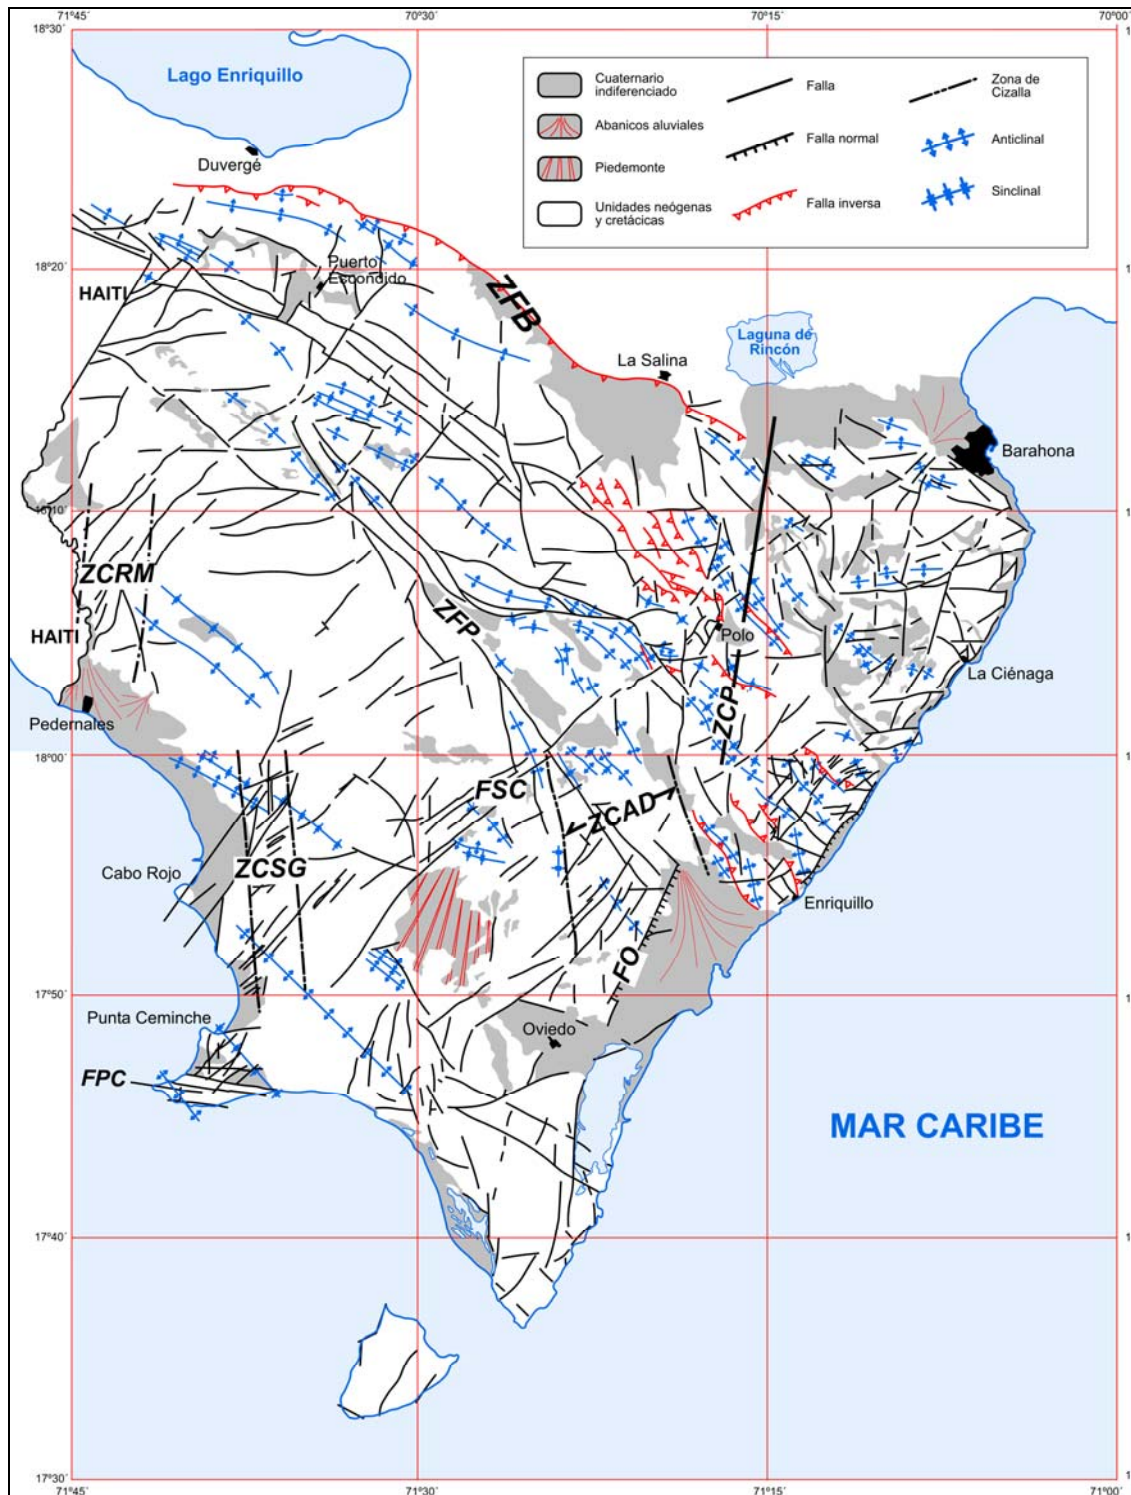 71°45´
70°30´
70°15´
70°00´
18°30´
Lago Enriquillo
Duvergé
Cuaternario
indiferenciado
Abanicos aluviales
Piedemonte
Unidades neógenas
y cretácicas
Falla
Falla normal
Falla inversa
Zona de
Cizalla
Anticlinal
Sinclinal
18°20´
HAITI
Puerto
Escondido
ZFB
La Salina
Laguna de
Rincón
Barahona
ZCRM
HAITI
ZFP
Polo
ZCP
La Ciénaga
Pedernales
18°00´
FSC
ZCAD
Cabo Rojo
ZCSG
Enriquillo
FO
17°50´
Punta Ceminche
Oviedo
FPC
MAR CARIBE
17°40´
17°30´
71°45´
71°30´
71°15´
71°00´